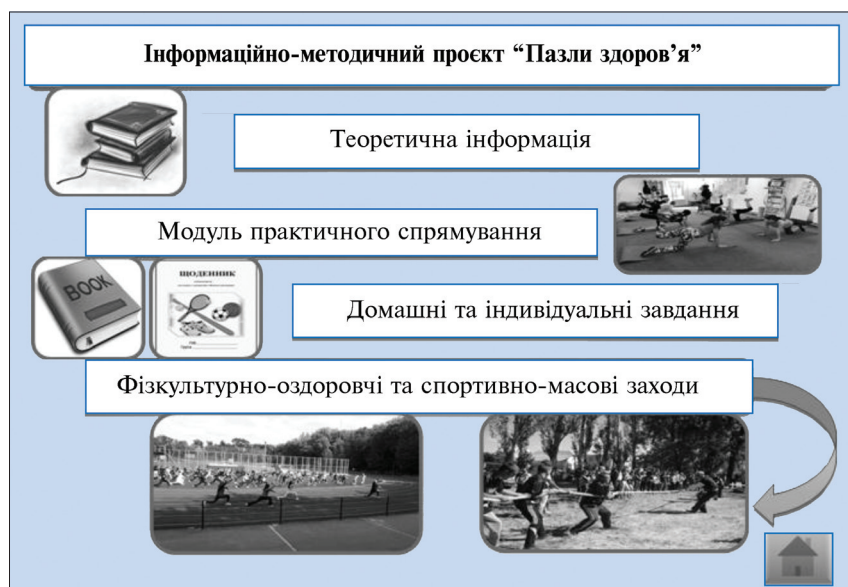 Інформаційно-методичний проєкт “Пазли здоров’я”
Теоретична інформація
Модуль практичного спрямування
BOOK
ЩОДЕННИК
Домашні та індивідуальні завдання
Фізкультурно-оздоровчі та спортивно-масові заходи